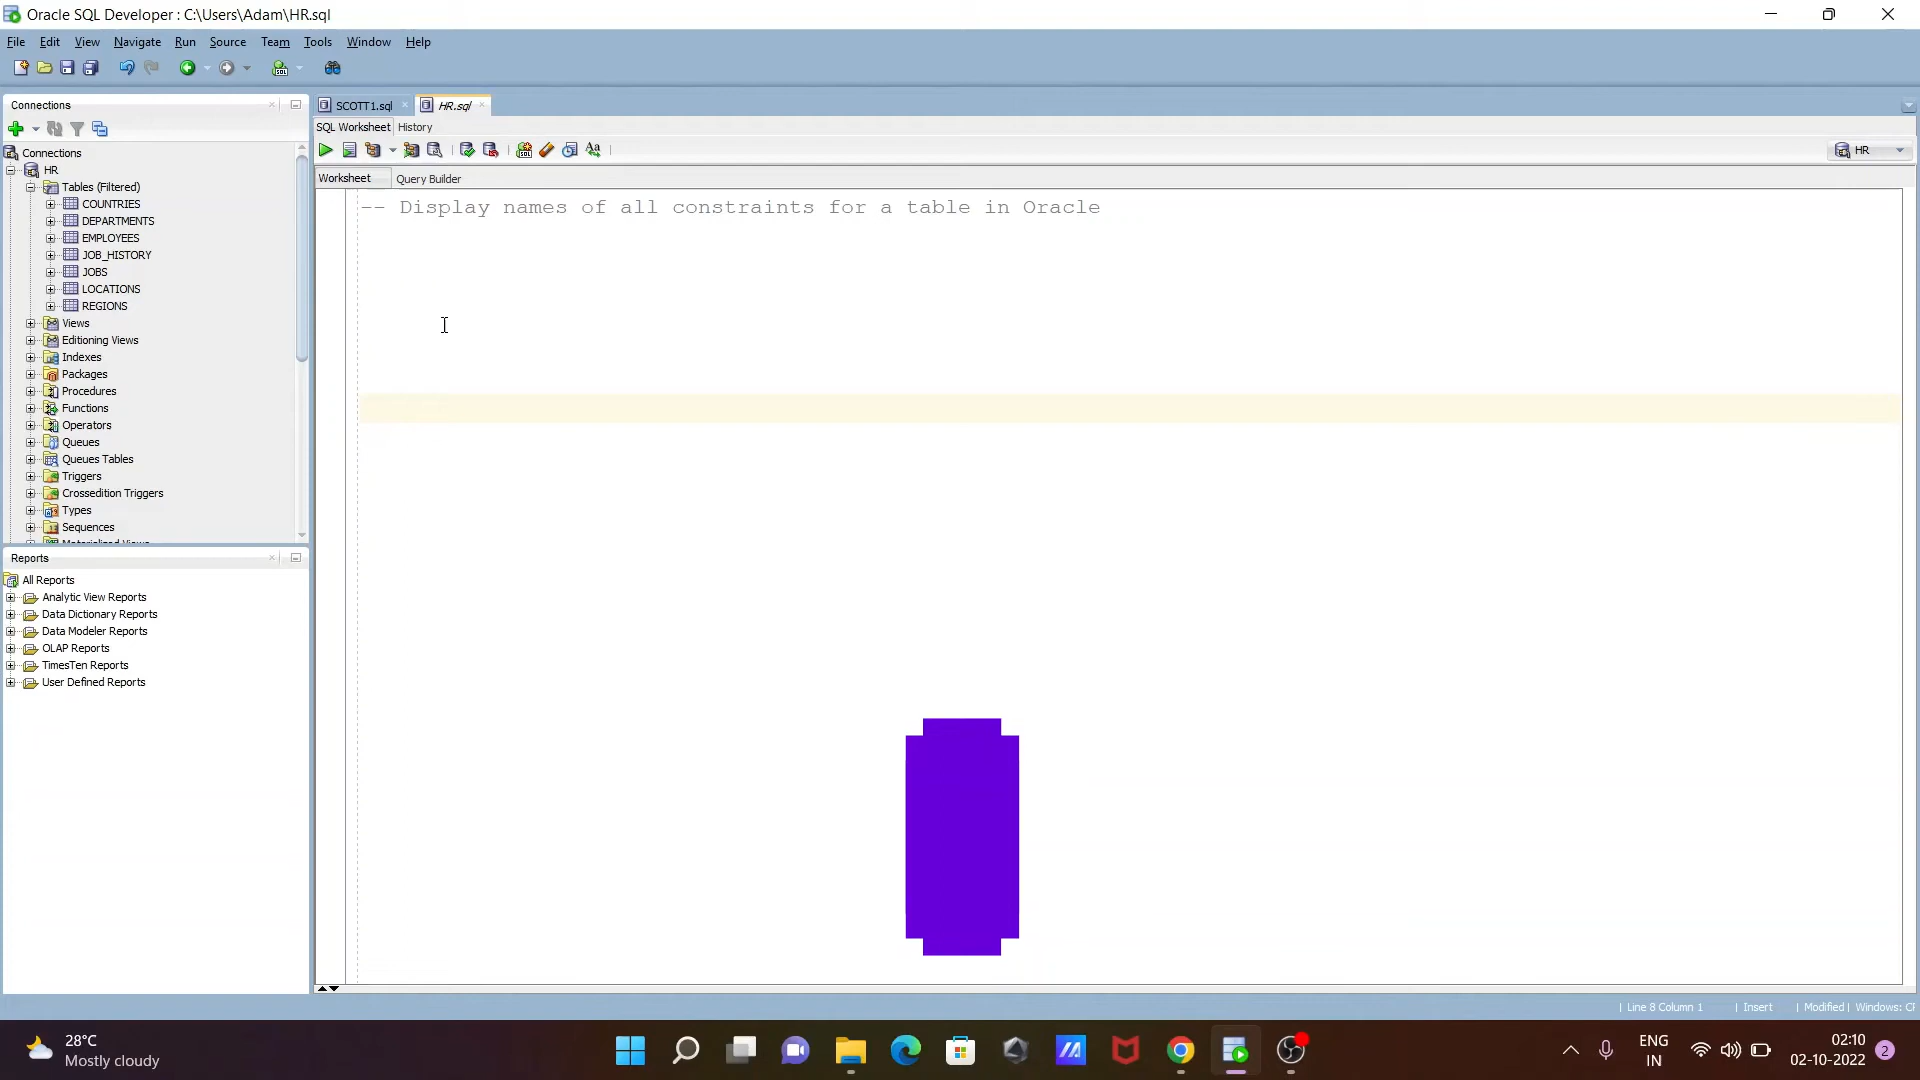 Oracle SQL Developer : C:\Users\Adam\HR.sql
File Edit View Navigate Run Source Team Tools Window Help
Connections
SCOTT1.sql
HR.sql
SQL Worksheet
History
HR
Worksheet
Query Builder
Connections
HR
Tables (Filtered)
COUNTRIES
DEPARTMENTS
EMPLOYEES
JOB_HISTORY
JOBS
LOCATIONS
REGIONS
Views
Editioning Views
Indexes
Packages
Procedures
Functions
Operators
Queues
Queues Tables
Triggers
Crossedition Triggers
Types
Sequences
-- Display names of all constraints for a table in Oracle
Reports
All Reports
Analytic View Reports
Data Dictionary Reports
Data Modeler Reports
OLAP Reports
TimesTen Reports
User Defined Reports
Line 8 Column 1 | Insert | Modified | Windows:
28°C
Mostly cloudy
ENG
IN
02:10
02-10-2022
2